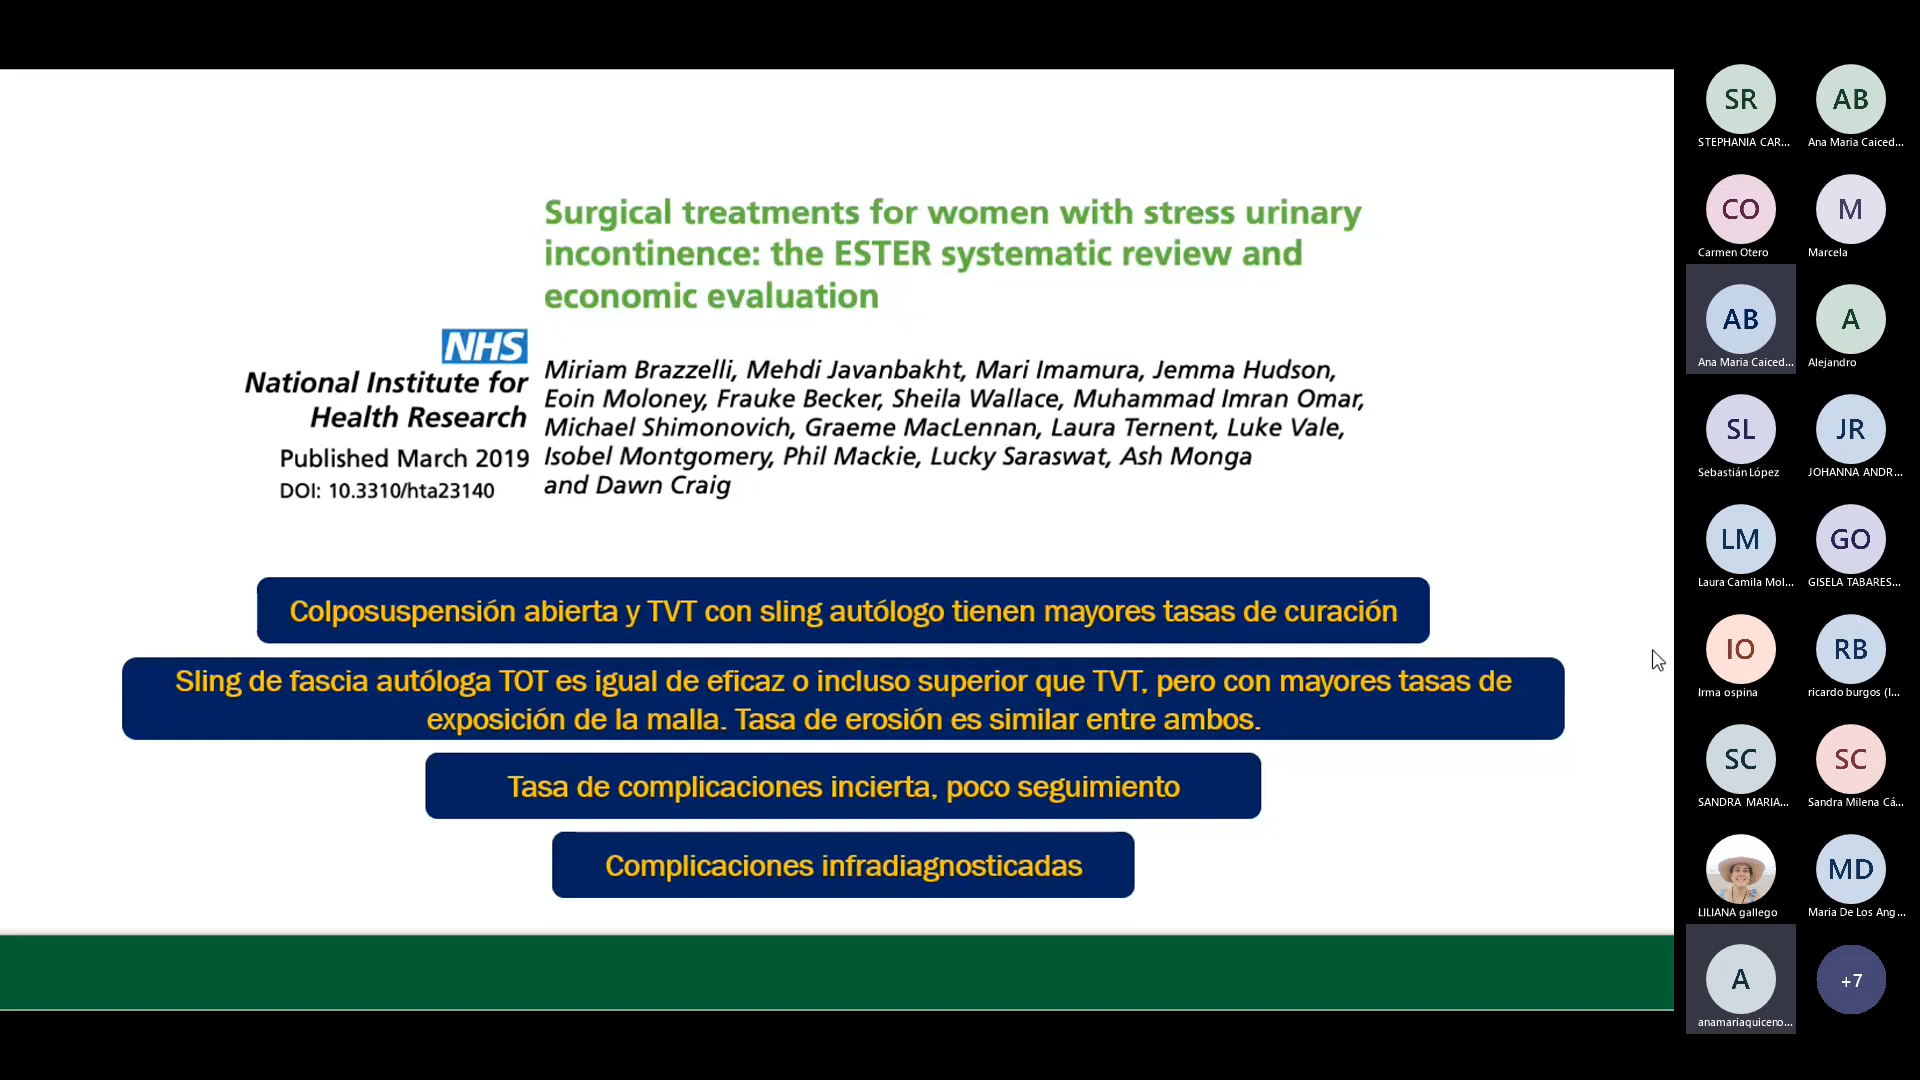 Surgical treatments for women with stress urinary
incontinence: the ESTER systematic review and
economic evaluation
NHS
National Institute for
Health Research
Published March 2019
DOI: 10.3310/hta23140
Miriam Brazzelli, Mehdi Javanbakht, Mari Imamura, Jemma Hudson,
Eoin Moloney, Frauke Becker, Sheila Wallace, Muhammad Imran Omar,
Michael Shimonovich, Graeme MacLennan, Laura Ternent, Luke Vale,
Isobel Montgomery, Phil Mackie, Lucky Saraswat, Ash Monga
and Dawn Craig
Colposuspensión abierta y TVT con sling autólogo tienen mayores tasas de curación
Sling de fascia autóloga TOT es igual de eficaz o incluso superior que TVT, pero con mayores tasas de
exposición de la malla. Tasa de erosión es similar entre ambos.
Tasa de complicaciones incierta, poco seguimiento
Complicaciones infradiagnosticadas
SR
STEPHANIA CAR...
AB
Ana Maria Caiced...
CO
Carmen Otero
M
Marcela
AB
Ana Maria Caiced...
A
Alejandro
SL
Sebastián López
JR
JOHANNA ANDR...
LM
Laura Camila Mol...
GO
GISELA TABARES...
IO
Irma ospina
RB
ricardo burgos (I...
SC
SANDRA MARIA...
SC
Sandra Milena Cá...
LILIANA gallego
MD
Maria De Los Ang...
A
anamariaquiceno...
+7